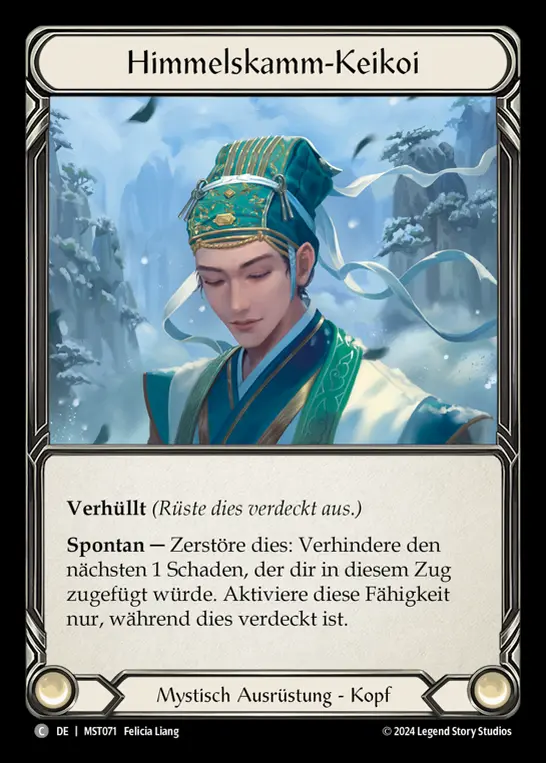 Himmelskamm-Keikoi
Verhüllt (Rüste dies verdeckt aus.)
Spontan — Zerstöre dies: Verhindere den
nächsten 1 Schaden, der dir in diesem Zug
zugefügt würde. Aktiviere diese Fähigkeit
nur, während dies verdeckt ist.
Mystisch Ausrüstung - Kopf
C DE | MST071 Felicia Liang © 2024 Legend Story Studios